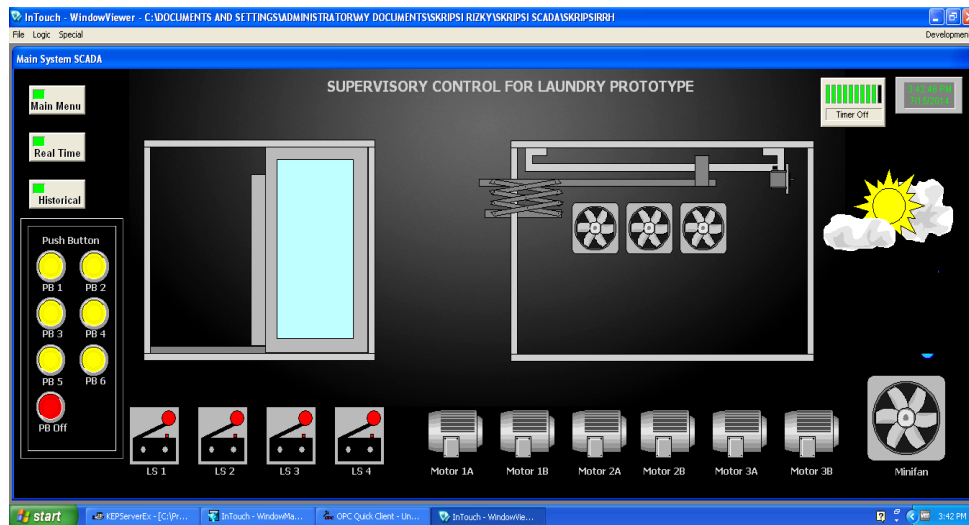 InTouch - WindowViewer - C:\DOCUMENTS AND SETTINGS\ADMINISTRATOR\MY DOCUMENTS\SKRIPSI RIZKY\SKRIPSI SCADA\SKRIPSIRRH
File Logic Special
Developmen
Main System SCADA
SUPERVISORY CONTROL FOR LAUNDRY PROTOTYPE
Main Menu
Timer Off
Real Time
Historical
Push Button
PB 1 PB 2
PB 3 PB 4
PB 5 PB 6
PB Off
LS 1 LS 2 LS 3 LS 4 Motor 1A Motor 1B Motor 2A Motor 2B Motor 3A Motor 3B Minifan
start KEPServerEx - [C:\Pr... InTouch - WindowMa... OPC Quick Client - Un... InTouch - WindowVie... 3:42 PM